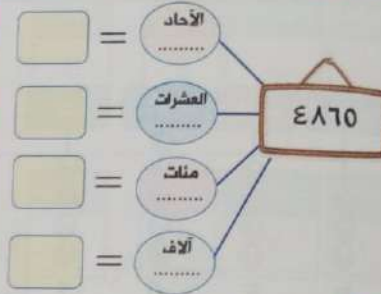 الآحاد
=
.........
العشرات
=
.........
٤٨٦٥
مئات
=
.........
آلاف
=
.........